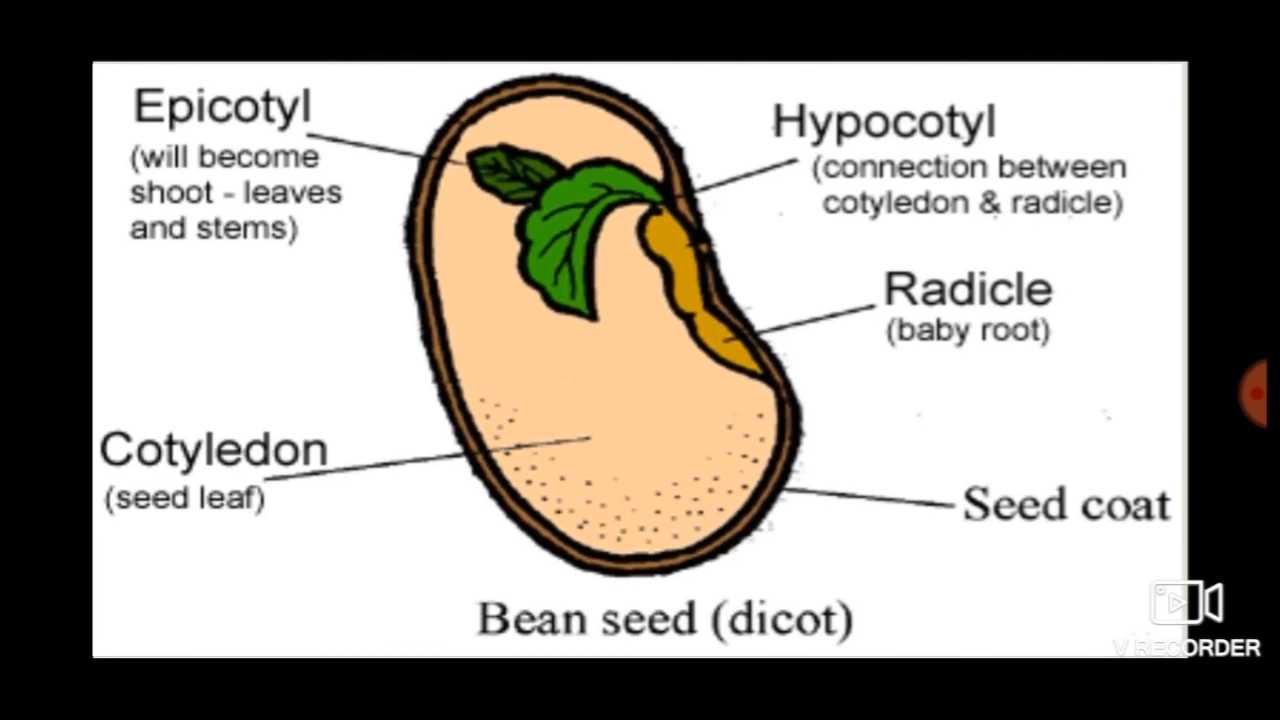 Epicotyl
(will become
shoot - leaves
and stems)
Hypocotyl
(connection between
cotyledon & radicle)
Radicle
(baby root)
Cotyledon
(seed leaf)
Seed coat
Bean seed (dicot)
V RECORDER